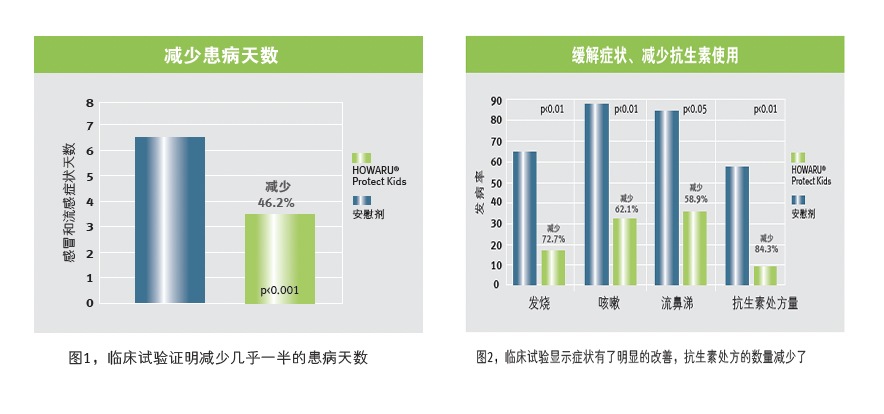 减少患病天数
感冒和流感症状天数
8
7
6
5
4
3
2
1
0
减少
46.2%
p<0.001
HOWARU®
Protect Kids
安慰剂
图1，临床试验证明减少几乎一半的患病天数
缓解症状、减少抗生素使用
发病率
90
80
70
60
50
40
30
20
10
0
p<0.01
p<0.01
p<0.05
p<0.01
减少
72.7%
减少
62.1%
减少
58.9%
减少
84.3%
发烧
咳嗽
流鼻涕
抗生素处方量
HOWARU®
Protect Kids
安慰剂
图2，临床试验显示症状有了明显的改善，抗生素处方的数量减少了